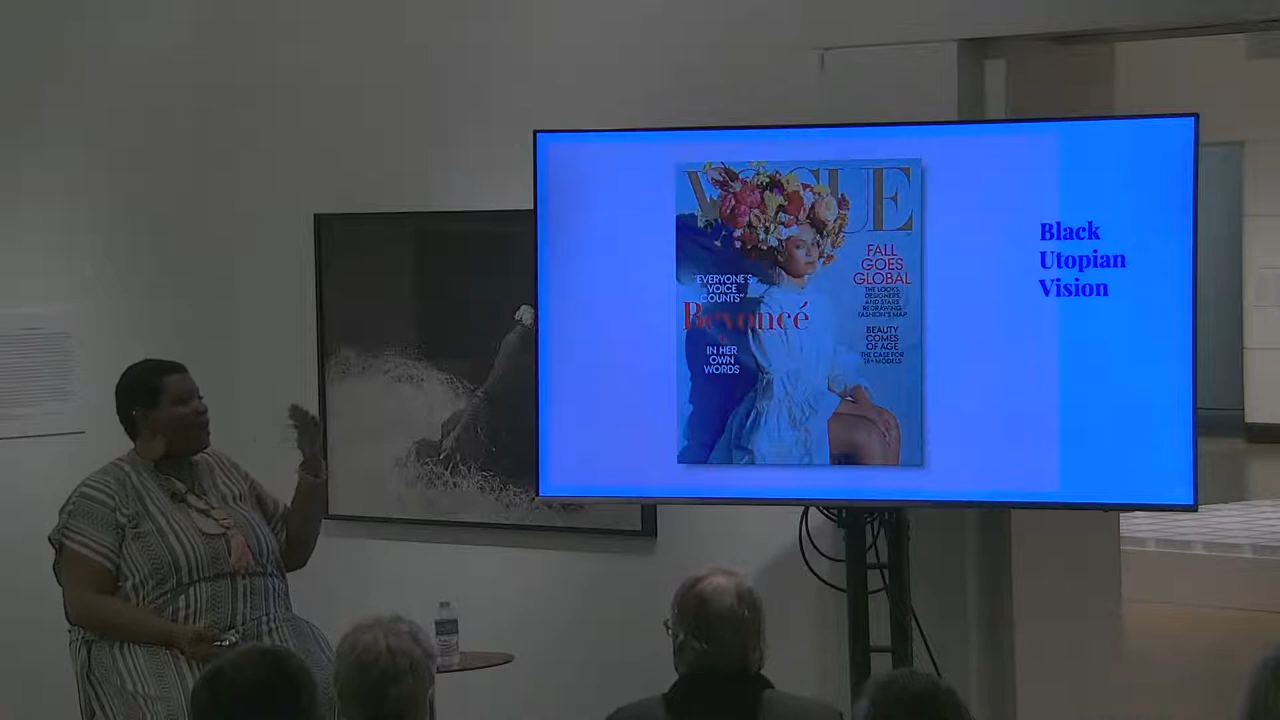 VOGUE
"EVERYONE'S
VOICE
COUNTS"
Beyoncé
IN HER
OWN
WORDS
FALL
GOES
GLOBAL
THE LOOKS,
DESIGNERS,
AND STARS
REDRAWING
FASHION'S MAP
BEAUTY
COMES
OF AGE
THE CASE FOR
18+ MODELS
Black
Utopian
Vision